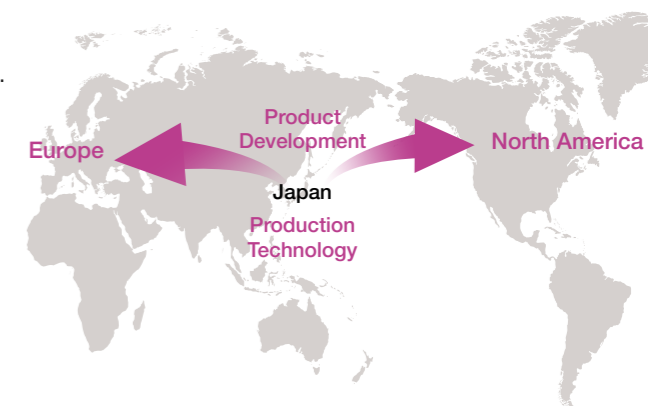 .
Product
Development
Europe
North America
Japan
Production
Technology